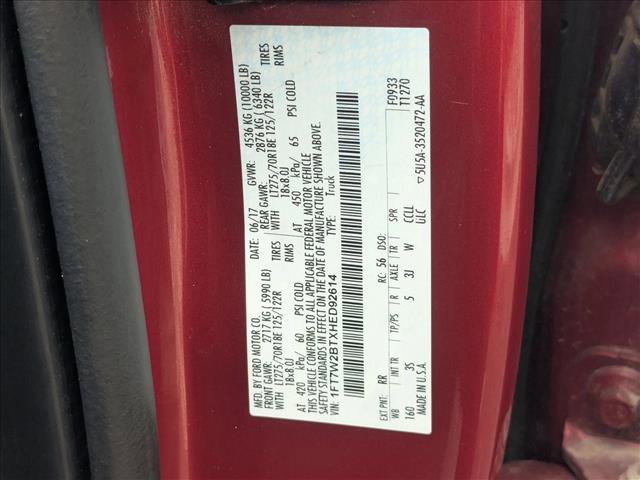 MFD. BY FORD MOTOR CO. DATE: 06/17 GVWR: 4536 KG (10000 LB)
FRONT GAWR: 2717 KG ( 5990 LB) REAR GAWR: 2876 KG ( 6340 LB)
WITH LT275/70R18E 125/122R TIRES WITH LT275/70R18E 125/122R TIRES
18x8.0J RIMS 18x8.0J RIMS
AT 420 kPa/ 60 PSI COLD AT 450 kPa/ 65 PSI COLD
THIS VEHICLE CONFORMS TO ALL APPLICABLE FEDERAL MOTOR VEHICLE
SAFETY STANDARDS IN EFFECT ON THE DATE OF MANUFACTURE SHOWN ABOVE.
VIN: 1FT7W2BTXHED92614 TYPE: Truck
EXT PNT: RR RC: 56 DSO: FD933
T1270
WB INT TR TP/PS R AXLE TR SPR
160 35 5 3J W CCLL
MADE IN U.S.A. ▽5U5A-3520472-AA